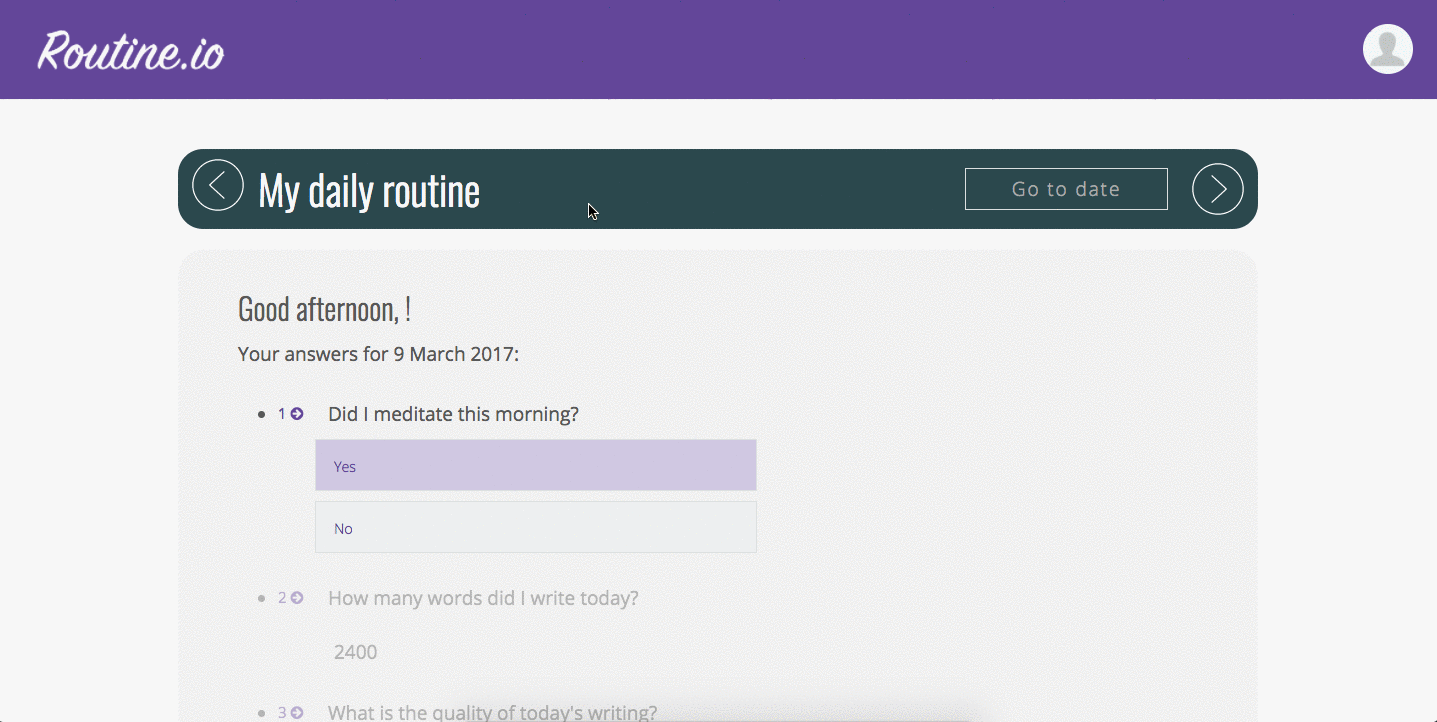 Routine.io
My daily routine
Go to date
Good afternoon, !
Your answers for 9 March 2017:
1 Did I meditate this morning?
Yes
No
2 How many words did I write today?
2400
3 What is the quality of today's writing?